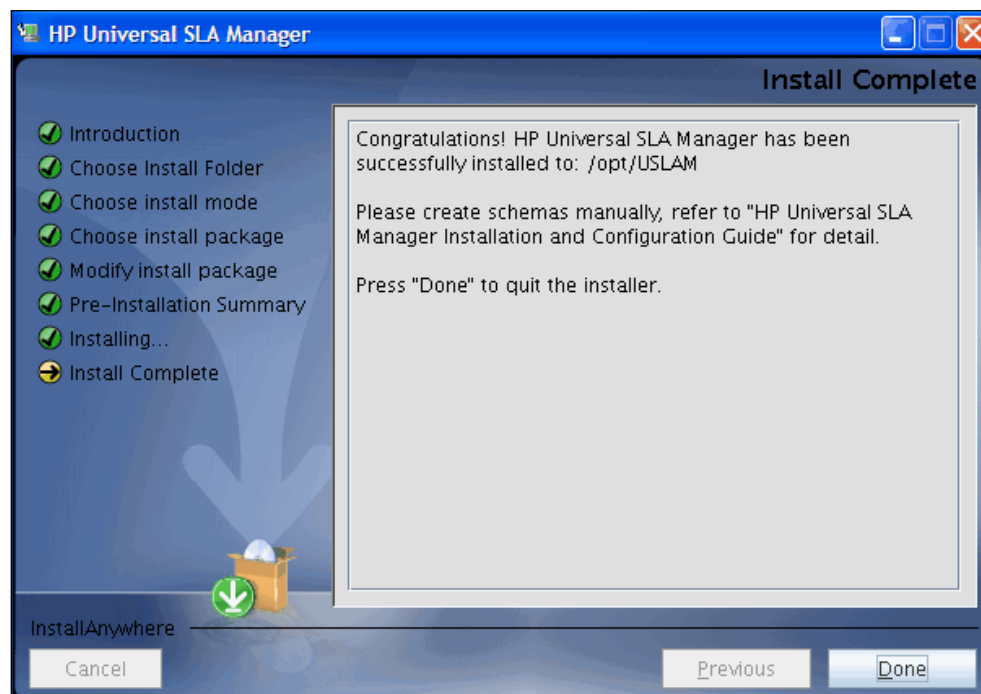 HP Universal SLA Manager
Install Complete
Introduction
Choose Install Folder
Choose install mode
Choose install package
Modify install package
Pre-Installation Summary
Installing...
Install Complete
Congratulations! HP Universal SLA Manager has been
successfully installed to: /opt/USLAM
Please create schemas manually, refer to "HP Universal SLA
Manager Installation and Configuration Guide" for detail.
Press "Done" to quit the installer.
InstallAnywhere
Cancel
Previous
Done